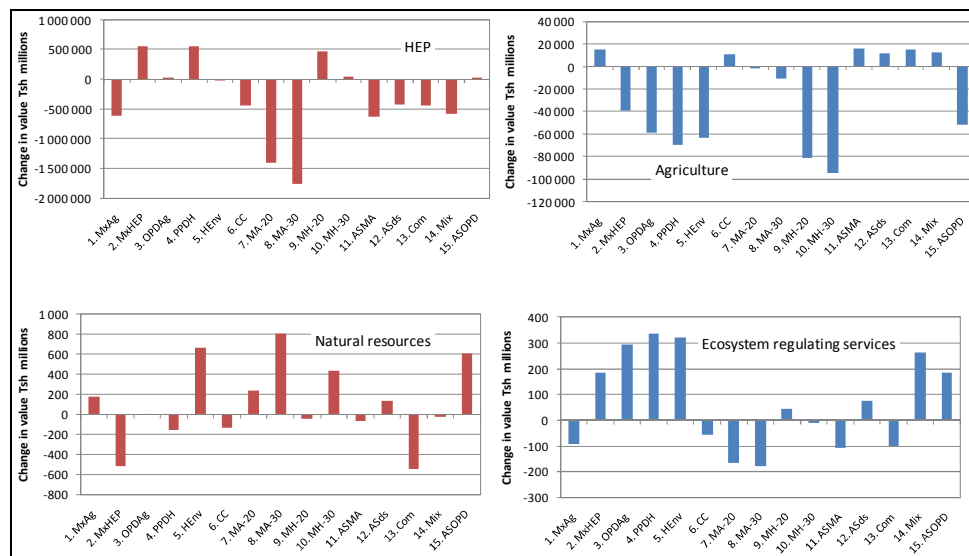 Change in value Tsh millions
1 000 000
500 000
0
-500 000
-1 000 000
-1 500 000
-2 000 000
HEP
1. MxAg
2. MxHEP
3. OPDAg
4. PPDH
5. HEnv
6. CC
7. MA-20
8. MA-30
9. MH-20
10. MH-30
11. ASMA
12. ASds
13. Com
14. Mix
15. ASOPD
Change in value Tsh millions
40 000
20 000
0
-20 000
-40 000
-60 000
-80 000
-100 000
-120 000
Agriculture
1. MxAg
2. MxHEP
3. OPDAg
4. PPDH
5. HEnv
6. CC
7. MA-20
8. MA-30
9. MH-20
10. MH-30
11. ASMA
12. ASds
13. Com
14. Mix
15. ASOPD
Change in value Tsh millions
1 000
800
600
400
200
0
-200
-400
-600
-800
Natural resources
1. MxAg
2. MxHEP
3. OPDAg
4. PPDH
5. HEnv
6. CC
7. MA-20
8. MA-30
9. MH-20
10. MH-30
11. ASMA
12. ASds
13. Com
14. Mix
15. ASOPD
Change in value Tsh millions
400
300
200
100
0
-100
-200
-300
Ecosystem regulating services
1. MxAg
2. MxHEP
3. OPDAg
4. PPDH
5. HEnv
6. CC
7. MA-20
8. MA-30
9. MH-20
10. MH-30
11. ASMA
12. ASds
13. Com
14. Mix
15. ASOPD